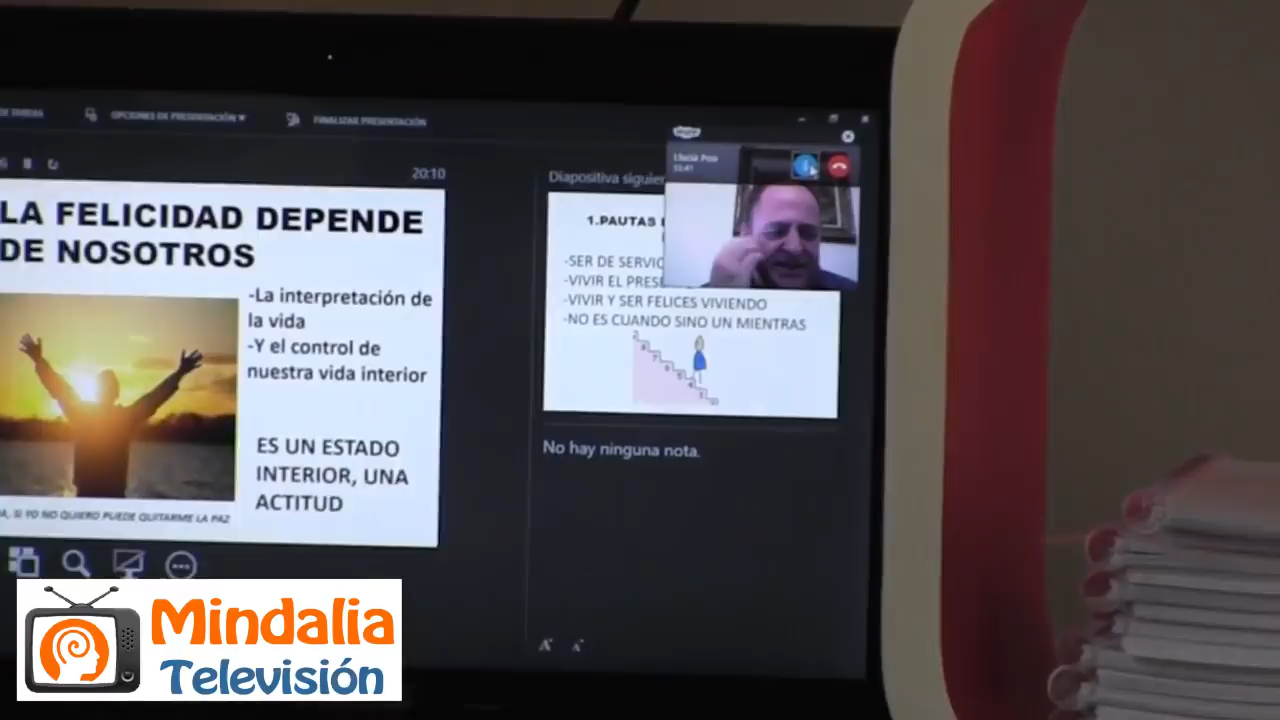 OPCIONES DE PRESENTACIÓN
FINALIZAR PRESENTACIÓN
20:10
LA FELICIDAD DEPENDE
DE NOSOTROS
-La interpretación de
la vida
-Y el control de
nuestra vida interior
ES UN ESTADO
INTERIOR, UNA
ACTITUD
SI YO NO QUIERO PUEDE QUITARME LA PAZ
Diapositiva siguien
1.PAUTAS
-SER DE SERVIC
-VIVIR EL PRES
-VIVIR Y SER FELICES VIVIENDO
-NO ES CUANDO SINO UN MIENTRAS
No hay ninguna nota.
Mindalia
Televisión